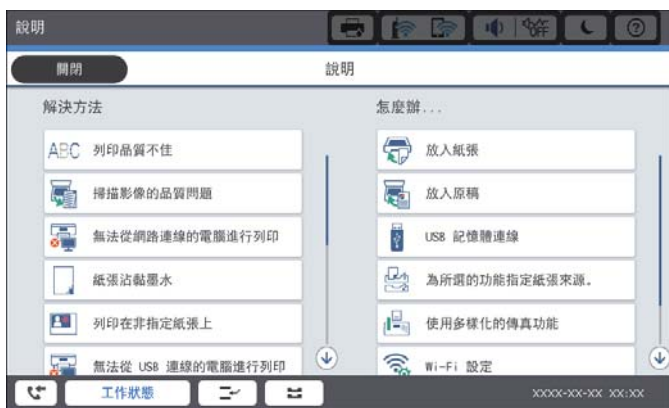 說明
OFF
關閉
說明
解決方法
ABC 列印品質不佳
掃描影像的品質問題
無法從網路連線的電腦進行列印
紙張沾黏墨水
列印在非指定紙張上
無法從 USB 連線的電腦進行列印
怎麼辦...
放入紙張
放入原稿
USB 記憶體連線
為所選的功能指定紙張來源.
使用多樣化的傳真功能
Wi-Fi 設定
工作狀態
XXXX-XX-XX XX:XX